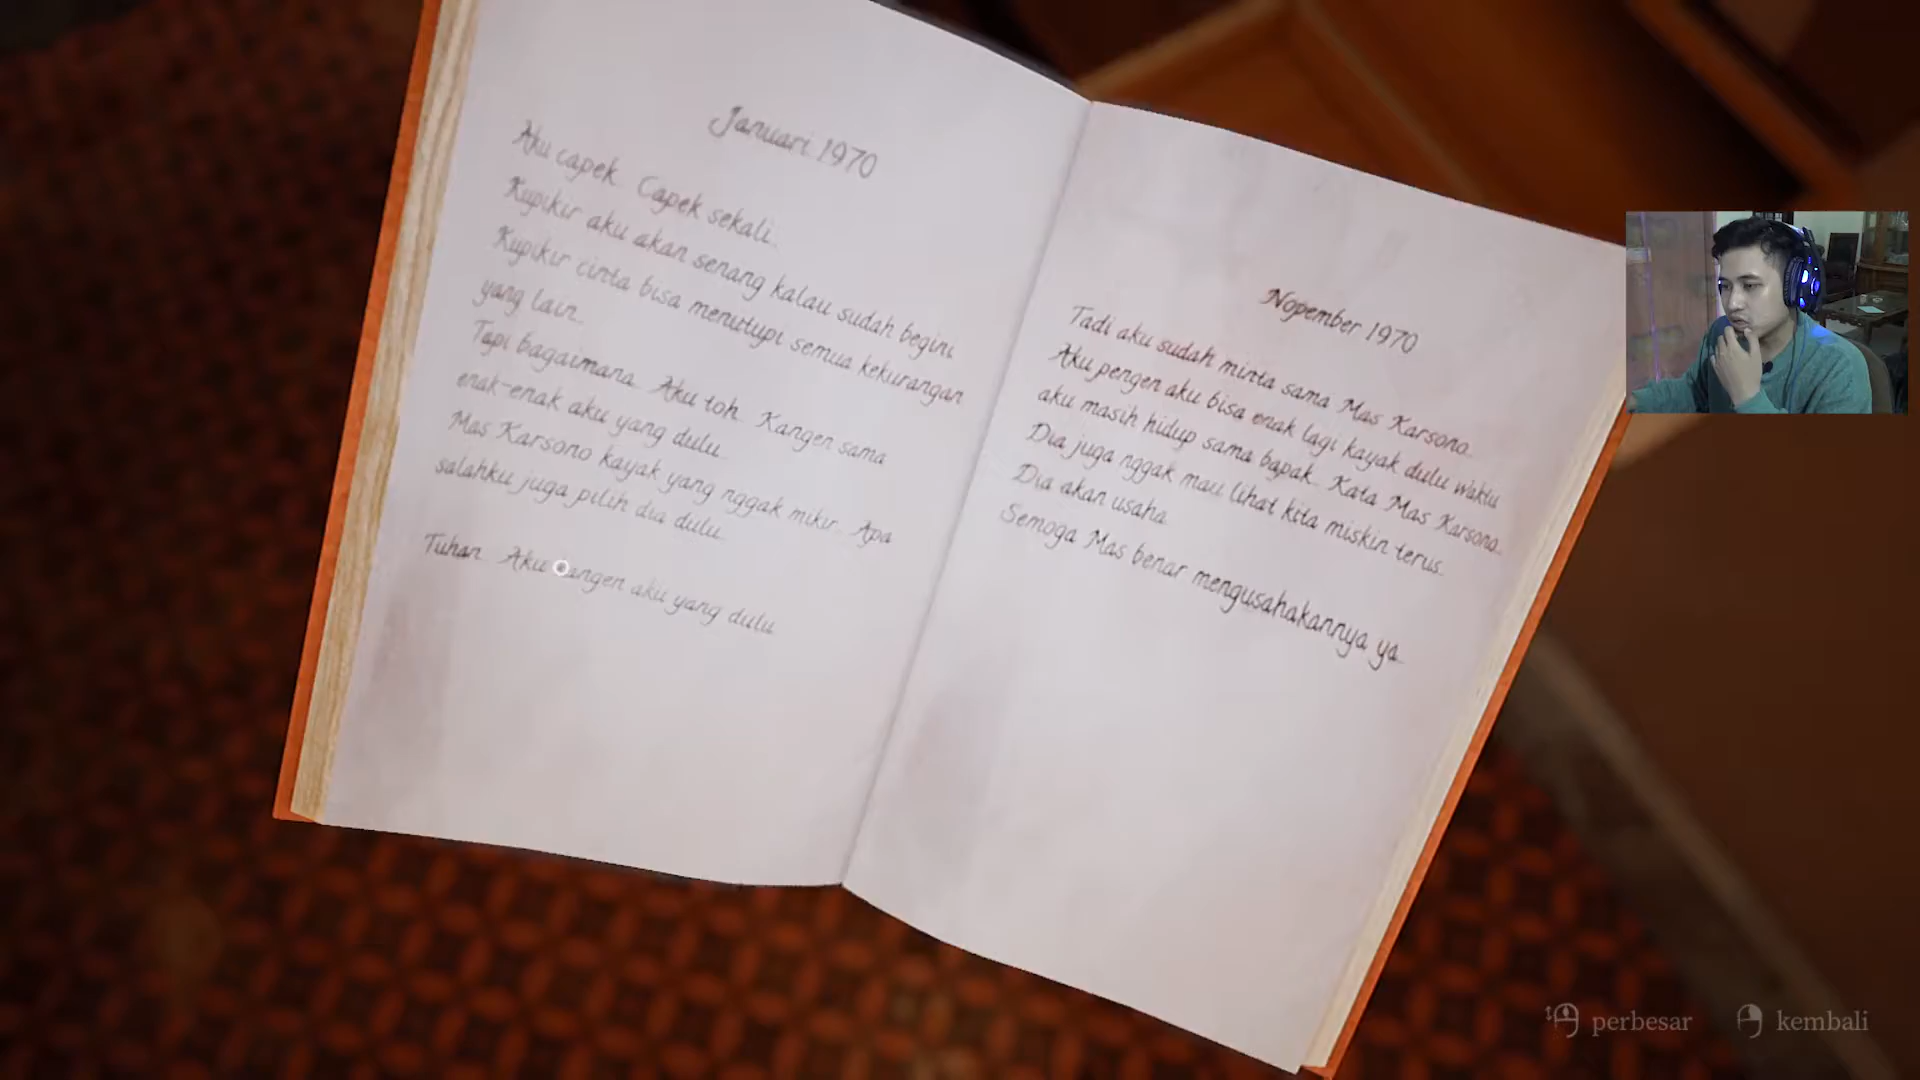 Januari 1970
Aku capek. Capek sekali..
Kupikir aku akan senang kalau sudah begini.
Kupikir cinta bisa menutupi semua kekurangan
yang lain..
Tapi bagaimana.. Aku toh.. Kangen sama
enak-enak aku yang dulu..
Mas Karsono kayak yang nggak mikir.. Apa
salahku juga pilih dia dulu..
Tuhan.. Aku kangen aku yang dulu
Nopember 1970
Tadi aku sudah minta sama Mas Karsono..
Aku pengen aku bisa enak lagi kayak dulu waktu
aku masih hidup sama bapak.. Kata Mas Karsono..
Dia juga nggak mau lihat kita miskin terus..
Dia akan usaha.
Semoga Mas benar mengusahakannya ya..
perbesar
kembali